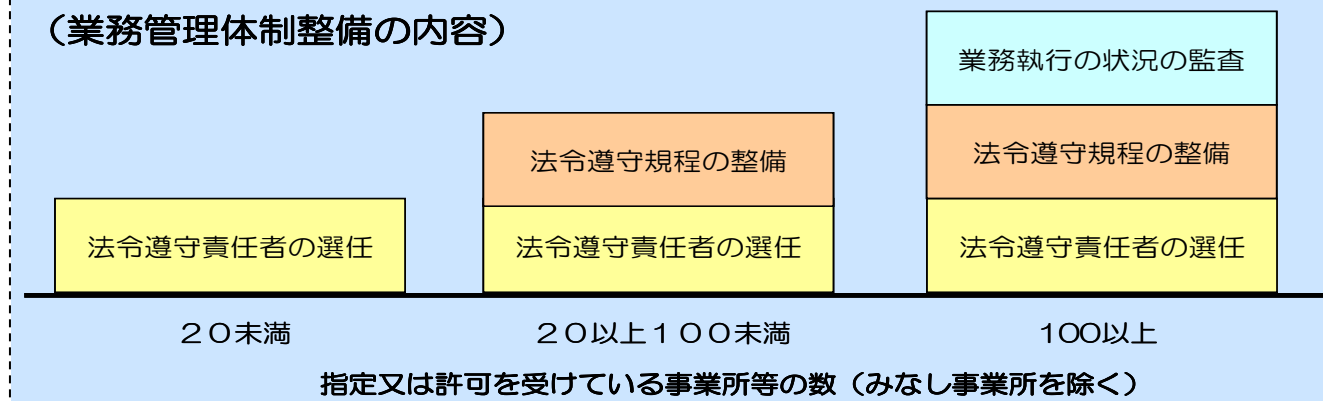 （業務管理体制整備の内容）
業務執行の状況の監査
法令遵守規程の整備
法令遵守規程の整備
法令遵守責任者の選任
法令遵守責任者の選任
法令遵守責任者の選任
２０未満
２０以上１００未満
100以上
指定又は許可を受けている事業所等の数（みなし事業所を除く）